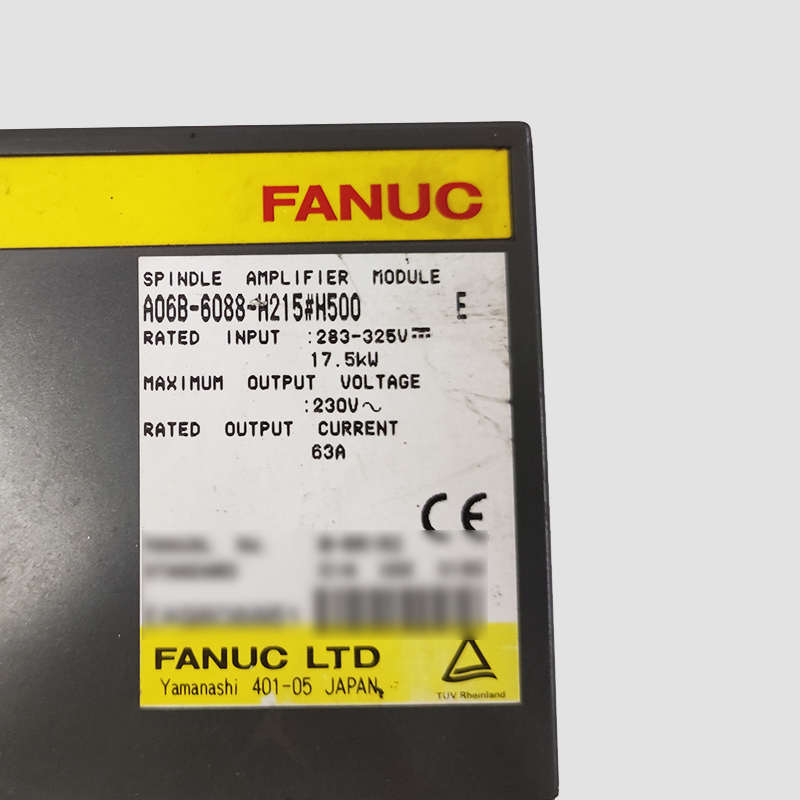 FANUC
SPINDLE AMPLIFIER MODULE
A06B-6088-H215#H500 E
RATED INPUT :283-325V⎓
17.5kW
MAXIMUM OUTPUT VOLTAGE
:230V~
RATED OUTPUT CURRENT
63A
CE
FANUC LTD
Yamanashi 401-05 JAPAN
TUV Rheinland